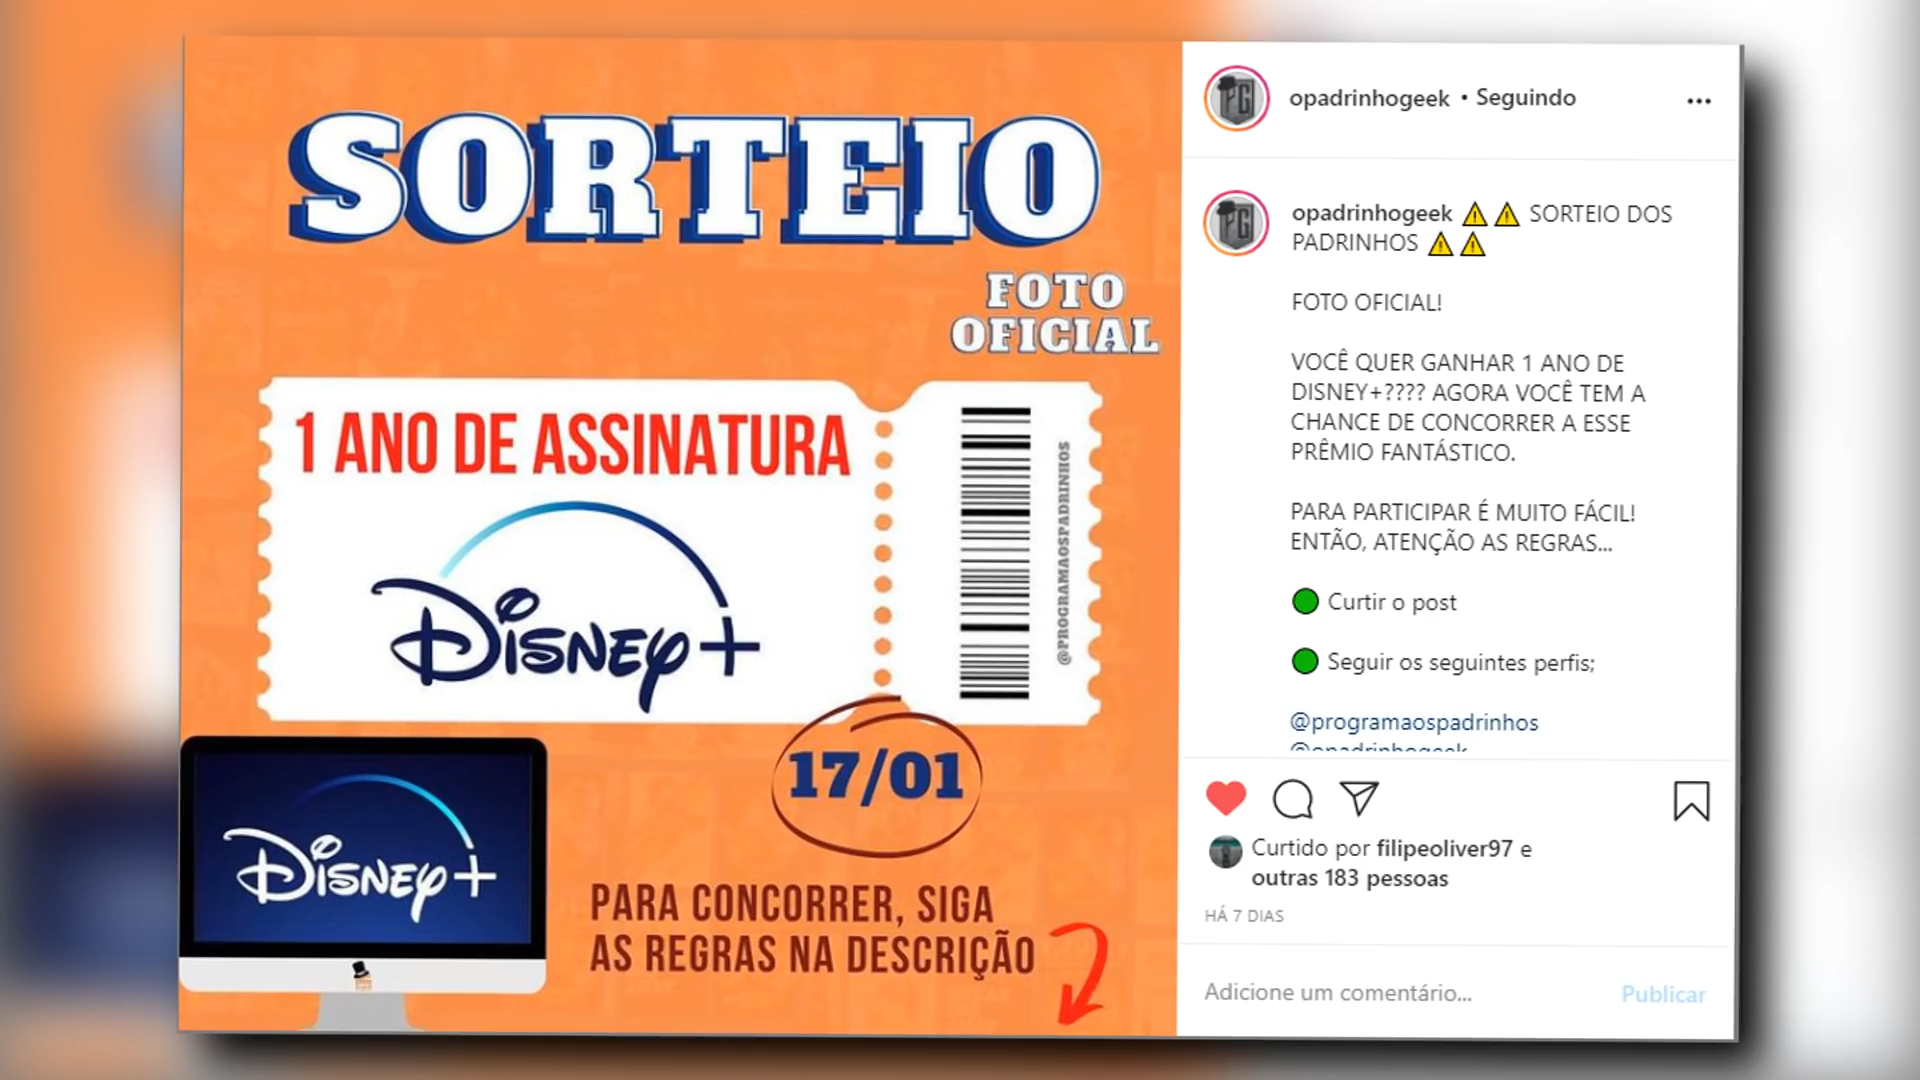 SORTEIO
FOTO
OFICIAL
1 ANO DE ASSINATURA
Disney+
@PROGRAMAOSPADRINHOS
17/01
Disney+
PARA CONCORRER, SIGA
AS REGRAS NA DESCRIÇÃO
PG
opadrinhogeek • Seguindo
PG
opadrinhogeek ⚠️⚠️ SORTEIO DOS
PADRINHOS ⚠️⚠️
FOTO OFICIAL!
VOCÊ QUER GANHAR 1 ANO DE
DISNEY+???? AGORA VOCÊ TEM A
CHANCE DE CONCORRER A ESSE
PRÊMIO FANTÁSTICO.
PARA PARTICIPAR É MUITO FÁCIL!
ENTÃO, ATENÇÃO AS REGRAS...
Curtir o post
Seguir os seguintes perfis;
@programaospadrinhos
@opadrinhogeek
Curtido por filipeoliver97 e
outras 183 pessoas
HÁ 7 DIAS
Adicione um comentário...
Publicar